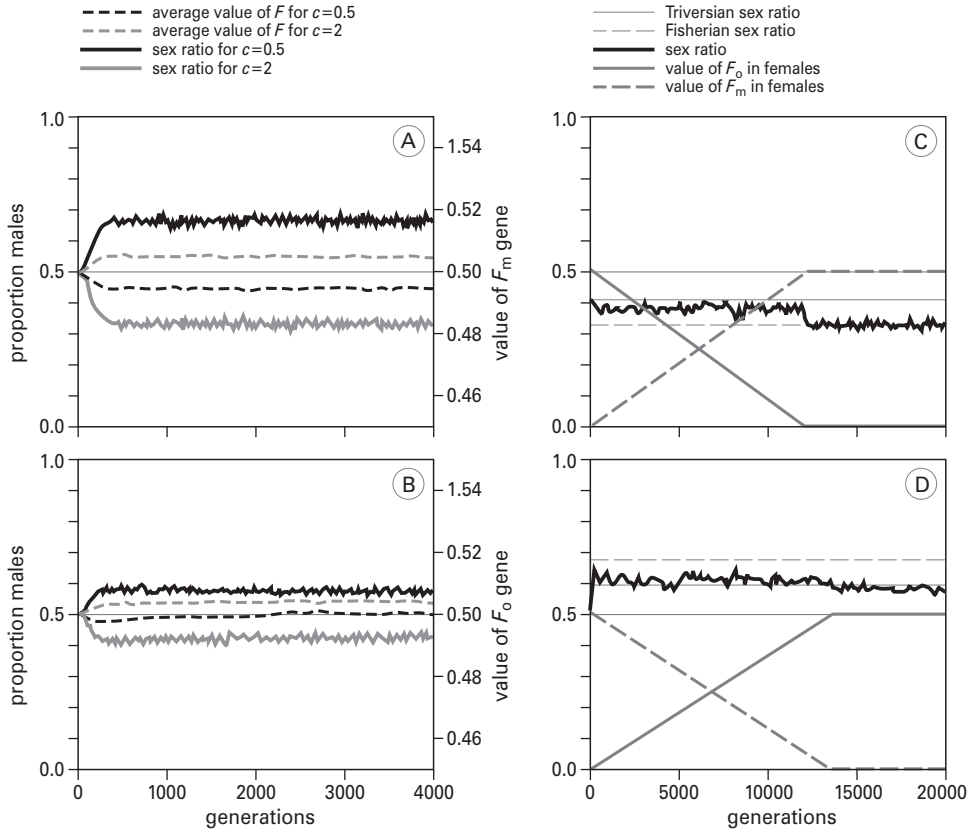 average value of F for c=0.5
average value of F for c=2
sex ratio for c=0.5
sex ratio for c=2
Triversian sex ratio
Fisherian sex ratio
sex ratio
value of Fo in females
value of Fm in females
A
1.0
0.5
0.0
proportion males
1.54
0.52
0.50
0.48
0.46
value of Fm gene
C
1.0
0.5
0.0
0
5000
10000
15000
20000
B
1.0
0.5
0.0
proportion males
1.54
0.52
0.50
0.48
0.46
value of Fo gene
0
1000
2000
3000
4000
generations
D
1.0
0.5
0.0
0
5000
10000
15000
20000
generations